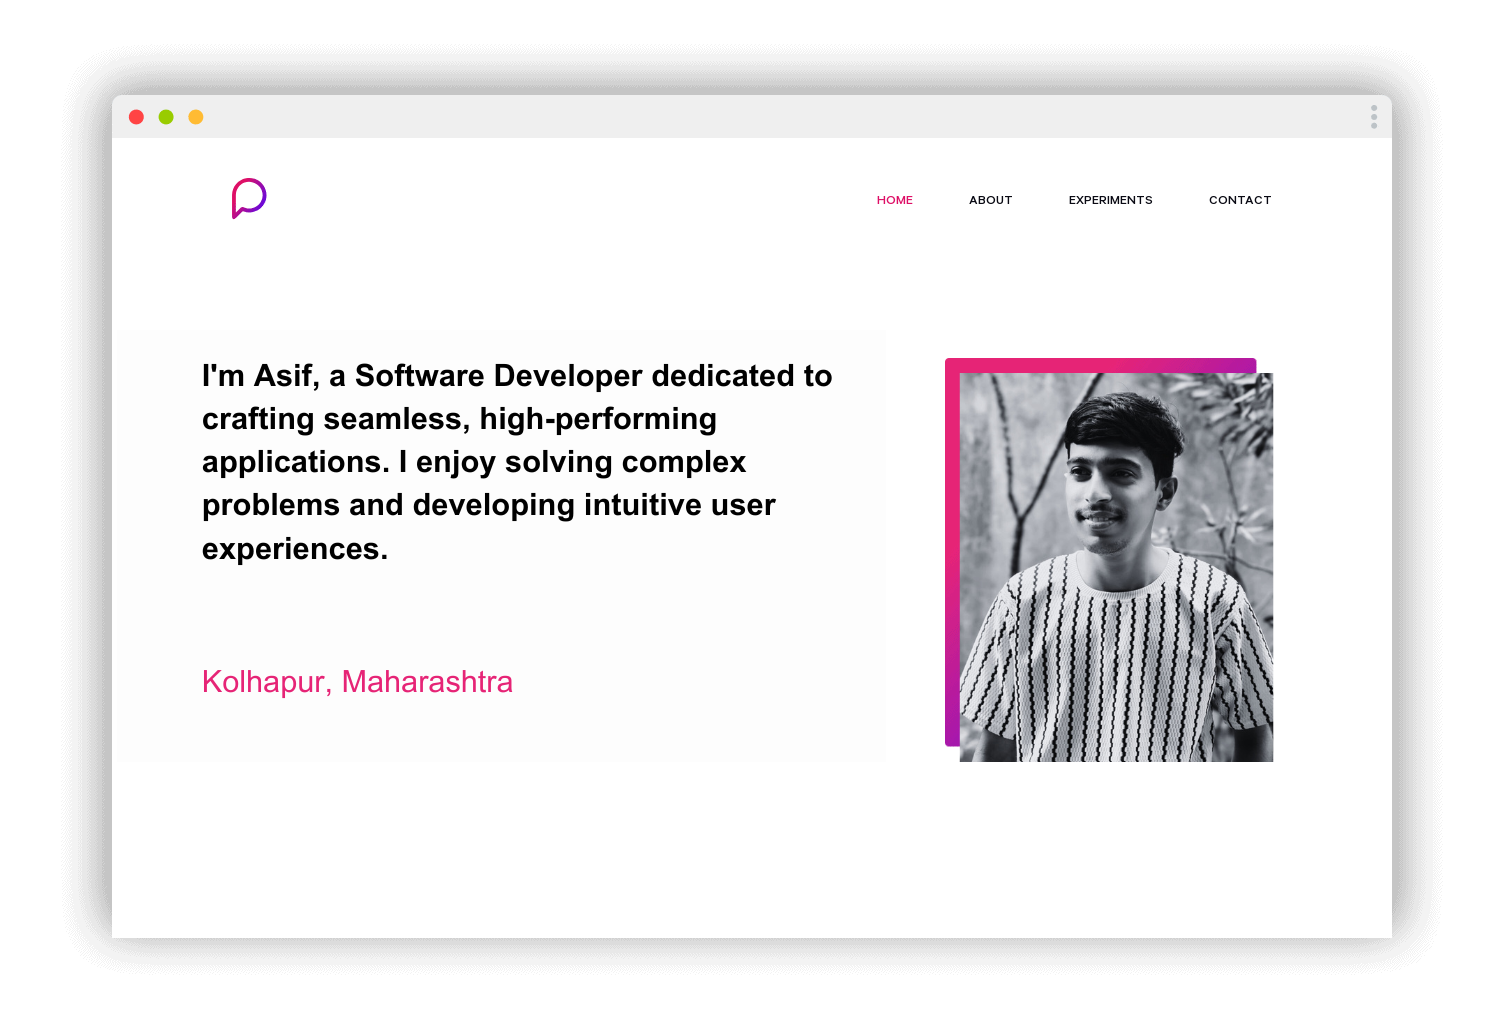 HOME ABOUT EXPERIMENTS CONTACT
I'm Asif, a Software Developer dedicated to
crafting seamless, high-performing
applications. I enjoy solving complex
problems and developing intuitive user
experiences.
Kolhapur, Maharashtra